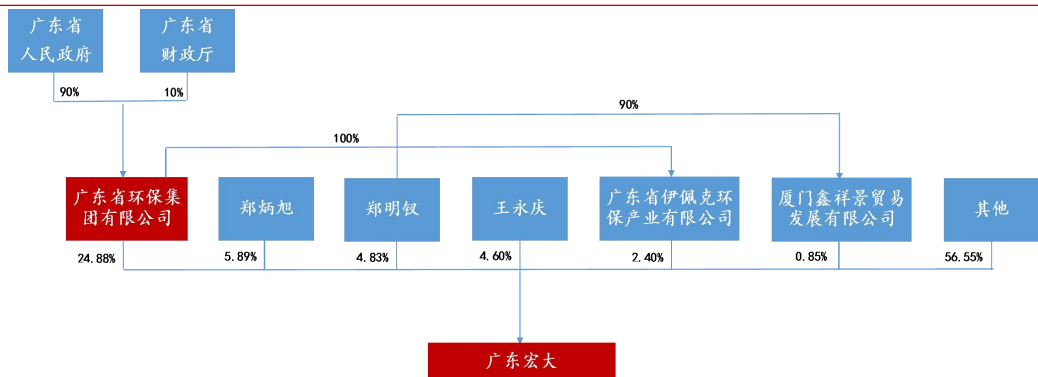 广东省
人民政府
广东省
财政厅
90%
10%
90%
100%
广东省环保集
团有限公司
郑炳旭
郑明钗
王永庆
广东省伊佩克环
保产业有限公司
厦门鑫祥景贸易
发展有限公司
其他
24.88%
5.89%
4.83%
4.60%
2.40%
0.85%
56.55%
广东宏大